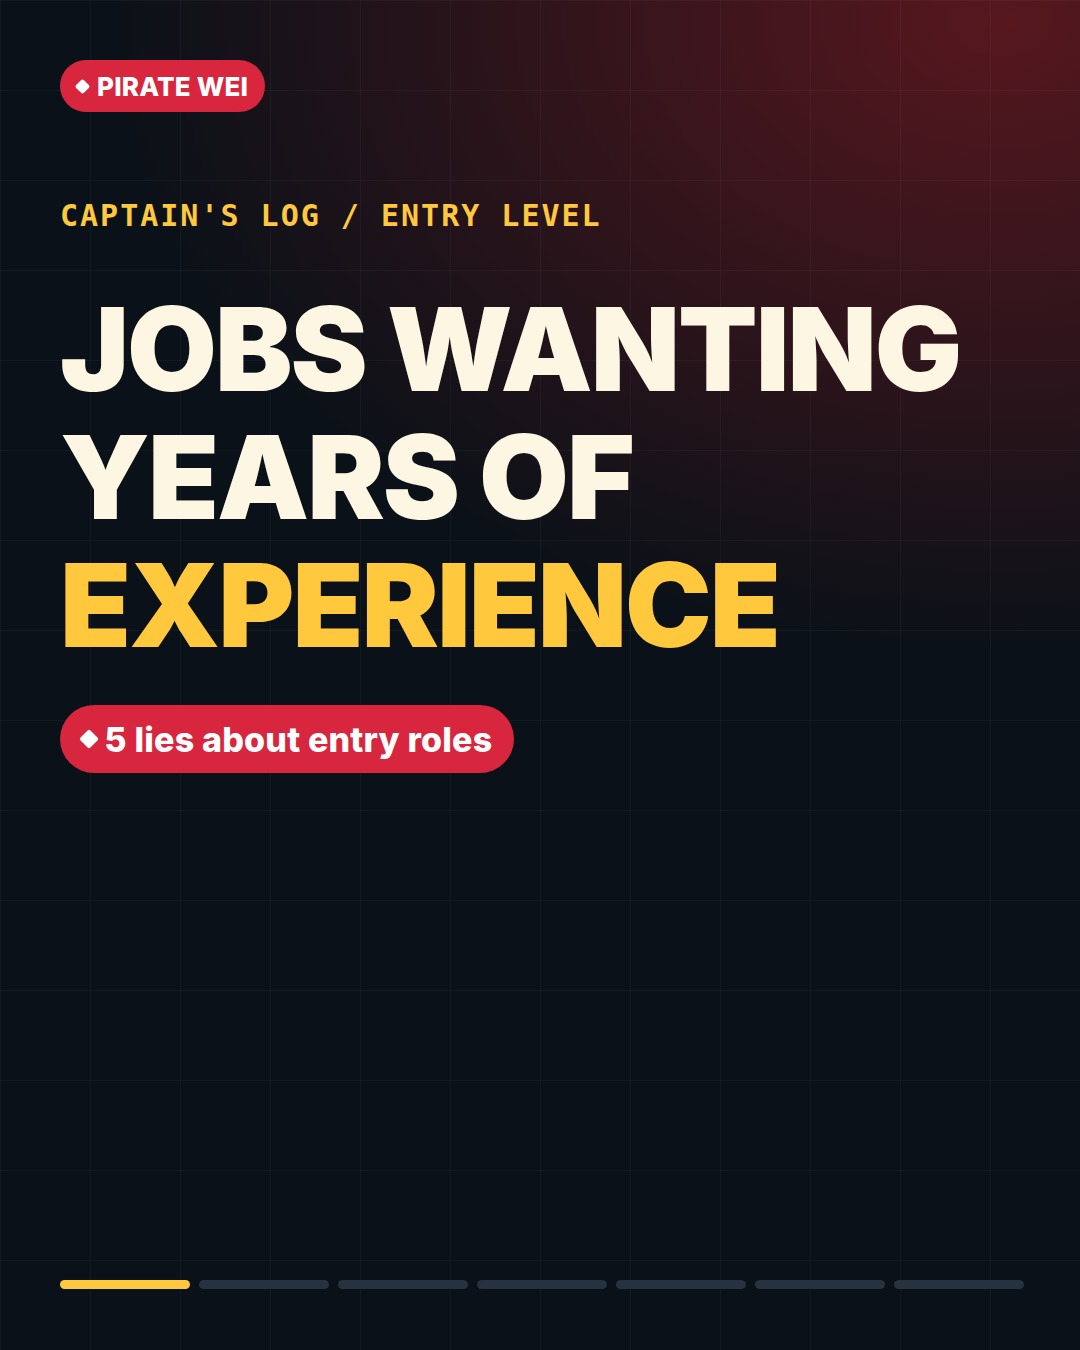 PIRATE WEI
CAPTAIN'S LOG / ENTRY LEVEL
JOBS WANTING
YEARS OF
EXPERIENCE
5 lies about entry roles